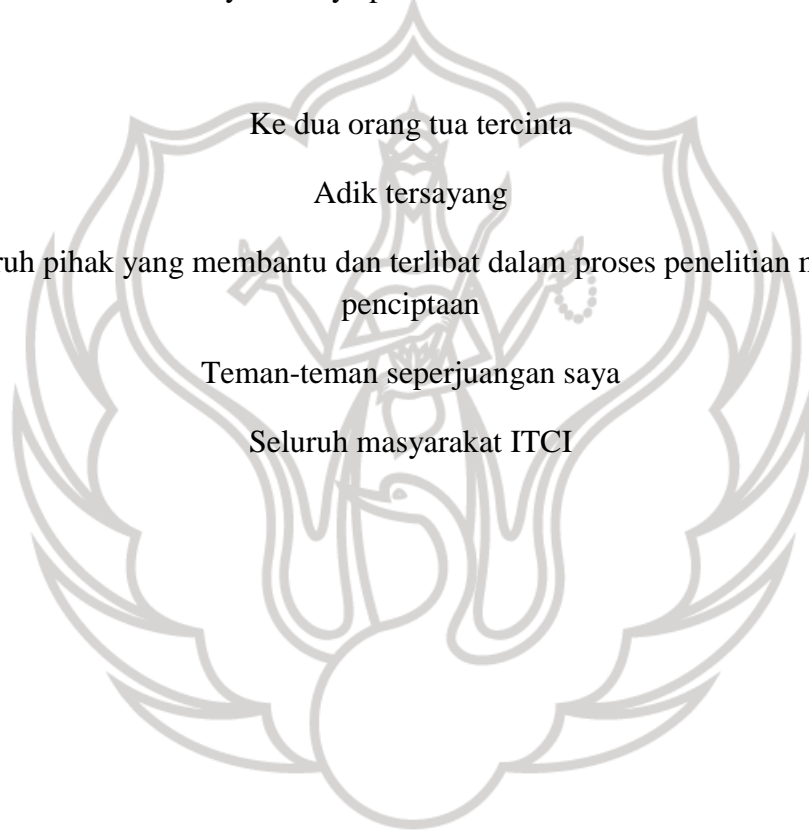 Ke dua orang tua tercinta
Adik tersayang
pihak yang membantu dan terlibat dalam proses penelitian
penciptaan
Teman-teman seperjuangan saya
Seluruh masyarakat ITCI